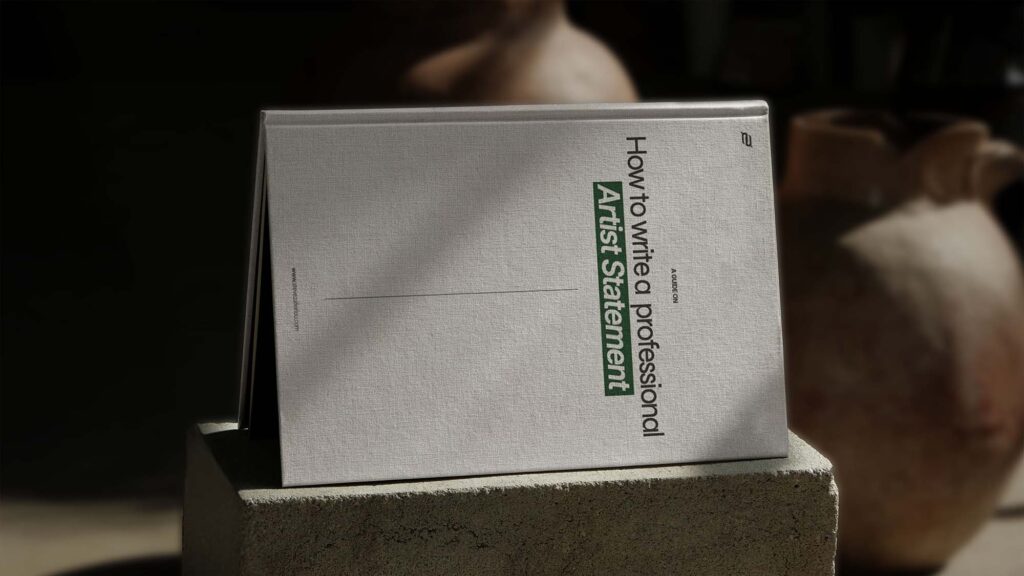 A GUIDE ON
How to write a professional
Artist Statement